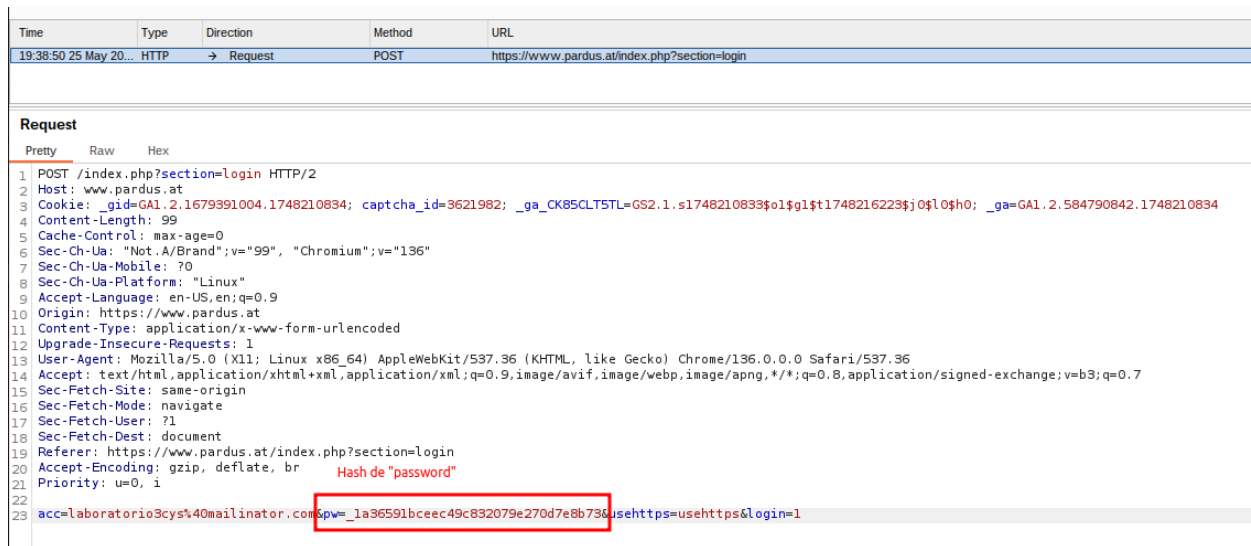 Time Type Direction Method URL
19:38:50 25 May 20... HTTP → Request POST https://www.pardus.at/index.php?section=login
Request
Pretty Raw Hex
1 POST /index.php?section=login HTTP/2
2 Host: www.pardus.at
3 Cookie: _gid=GA1.2.1679391004.1748210834; captcha_id=3621982; _ga_CK85CLT5TL=GS2.1.s1748210833$o1$g1$t1748216223$j0$l0$h0; _ga=GA1.2.584790842.1748210834
4 Content-Length: 99
5 Cache-Control: max-age=0
6 Sec-Ch-Ua: "Not.A/Brand";v="99", "Chromium";v="136"
7 Sec-Ch-Ua-Mobile: ?0
8 Sec-Ch-Ua-Platform: "Linux"
9 Accept-Language: en-US,en;q=0.9
10 Origin: https://www.pardus.at
11 Content-Type: application/x-www-form-urlencoded
12 Upgrade-Insecure-Requests: 1
13 User-Agent: Mozilla/5.0 (X11; Linux x86_64) AppleWebKit/537.36 (KHTML, like Gecko) Chrome/136.0.0.0 Safari/537.36
14 Accept: text/html,application/xhtml+xml,application/xml;q=0.9,image/avif,image/webp,image/apng,*/*;q=0.8,application/signed-exchange;v=b3;q=0.7
15 Sec-Fetch-Site: same-origin
16 Sec-Fetch-Mode: navigate
17 Sec-Fetch-User: ?1
18 Sec-Fetch-Dest: document
19 Referer: https://www.pardus.at/index.php?section=login
20 Accept-Encoding: gzip, deflate, br
Hash de "password"
21 Priority: u=0, i
22
23 acc=laboratorio3cys%40mailinator.com&pw=_1a36591bceec49c832079e270d7e8b73&usehttps=usehttps&login=1